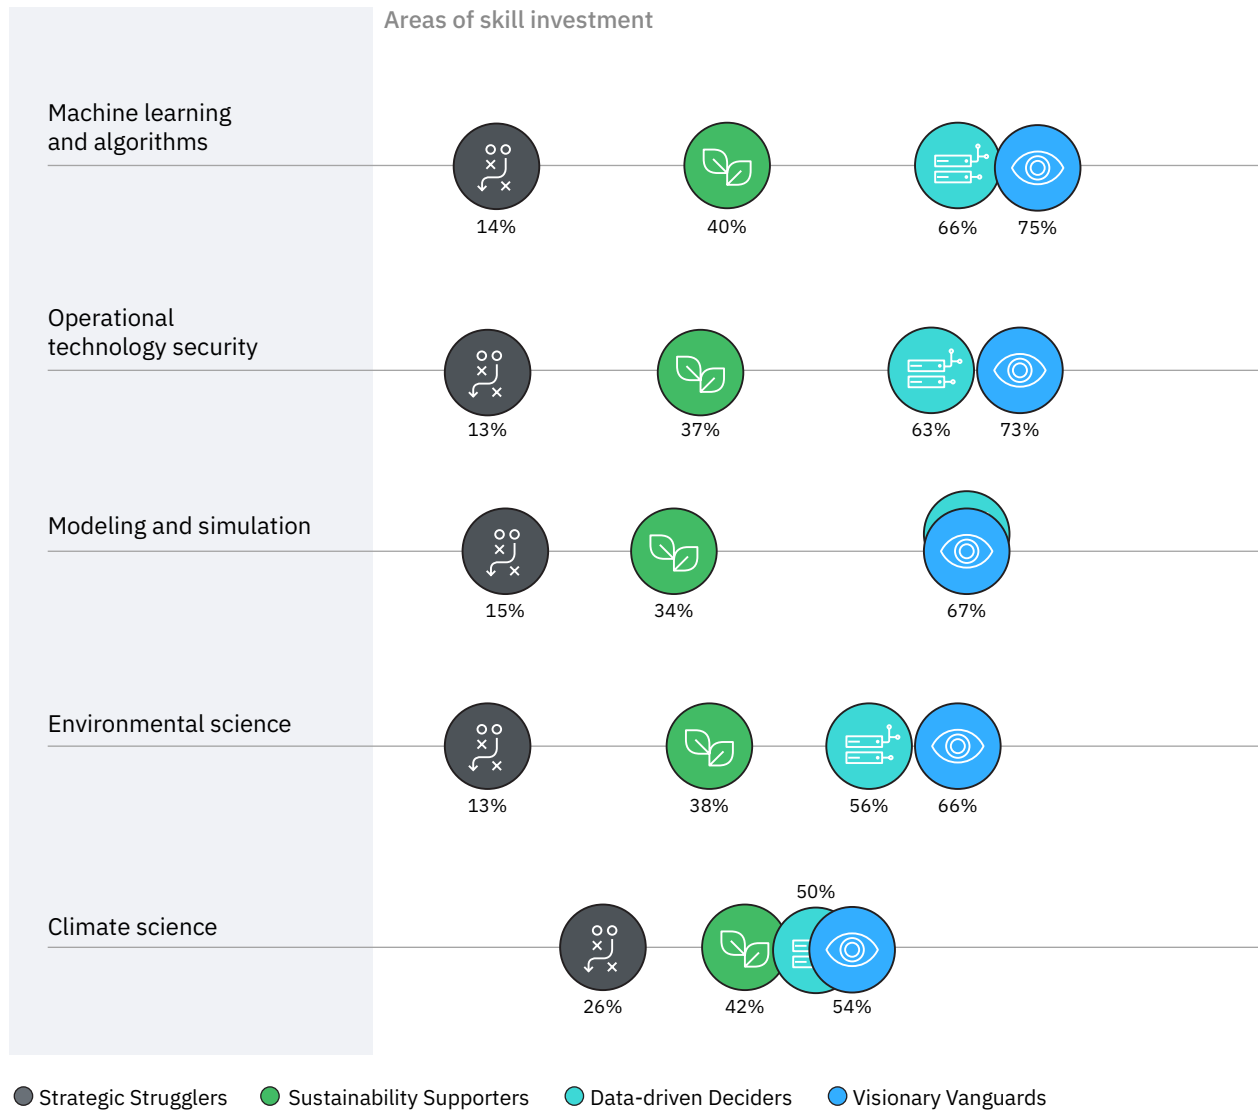 Areas of skill investment
Machine learning
and algorithms
14%
40%
66%
75%
Operational
technology security
13%
37%
63%
73%
Modeling and simulation
15%
34%
67%
Environmental science
13%
38%
56%
66%
Climate science
50%
26%
42%
54%
Strategic Strugglers
Sustainability Supporters
Data-driven Deciders
Visionary Vanguards